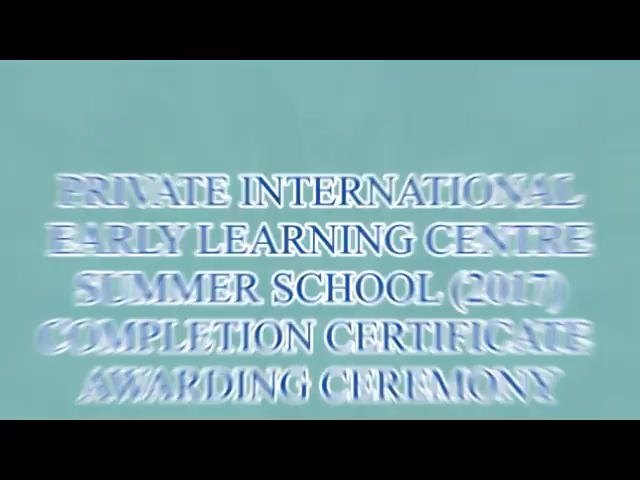 PRIVATE INTERNATIONAL
EARLY LEARNING CENTRE
SUMMER SCHOOL (2017)
COMPLETION CERTIFICATE
AWARDING CEREMONY